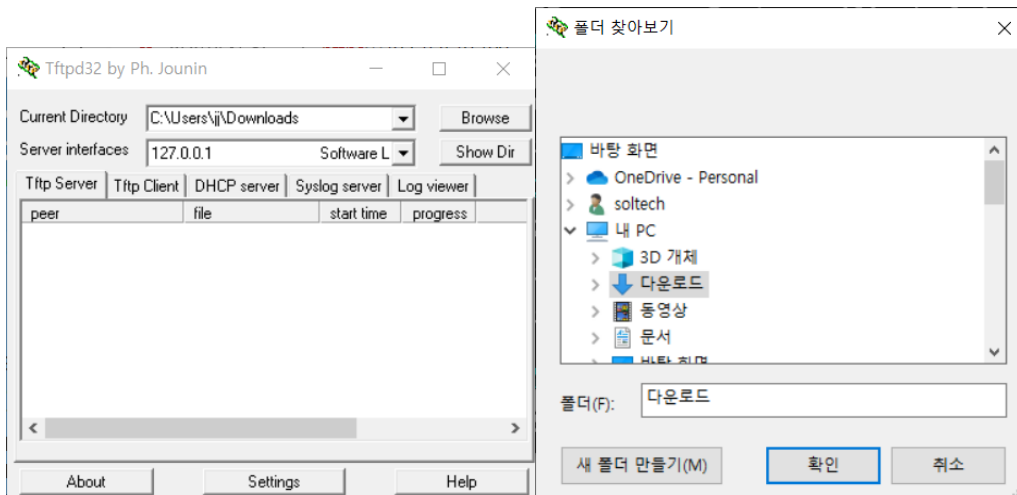 Tftpd32 by Ph. Jounin
Current Directory
C:\Users\jj\Downloads
Browse
Server interfaces
127.0.0.1
Software L
Show Dir
Tftp Server
Tftp Client
DHCP server
Syslog server
Log viewer
peer
file
start time
progress
About
Settings
Help
폴더 찾아보기
바탕 화면
OneDrive - Personal
soltech
내 PC
3D 개체
다운로드
동영상
문서
바탕 화면
폴더(F):
다운로드
새 폴더 만들기(M)
확인
취소